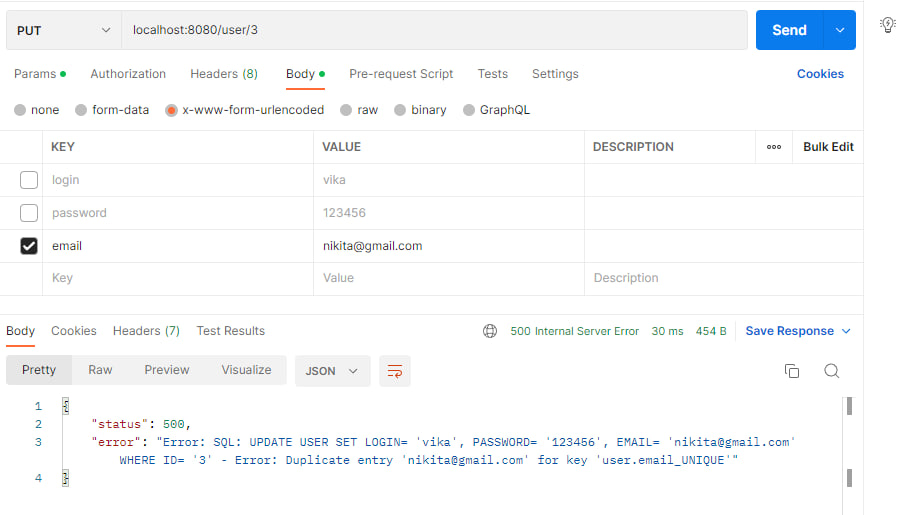 PUT localhost:8080/user/3 Send
Params Authorization Headers (8) Body Pre-request Script Tests Settings Cookies
none form-data x-www-form-urlencoded raw binary GraphQL
KEY VALUE DESCRIPTION ooo Bulk Edit
login vika
password 123456
email nikita@gmail.com
Key Value Description
Body Cookies Headers (7) Test Results 500 Internal Server Error 30 ms 454 B Save Response
Pretty Raw Preview Visualize JSON
1 {
2 "status": 500,
3 "error": "Error: SQL: UPDATE USER SET LOGIN= 'vika', PASSWORD= '123456', EMAIL= 'nikita@gmail.com'
WHERE ID= '3' - Error: Duplicate entry 'nikita@gmail.com' for key 'user.email_UNIQUE'"
4 }